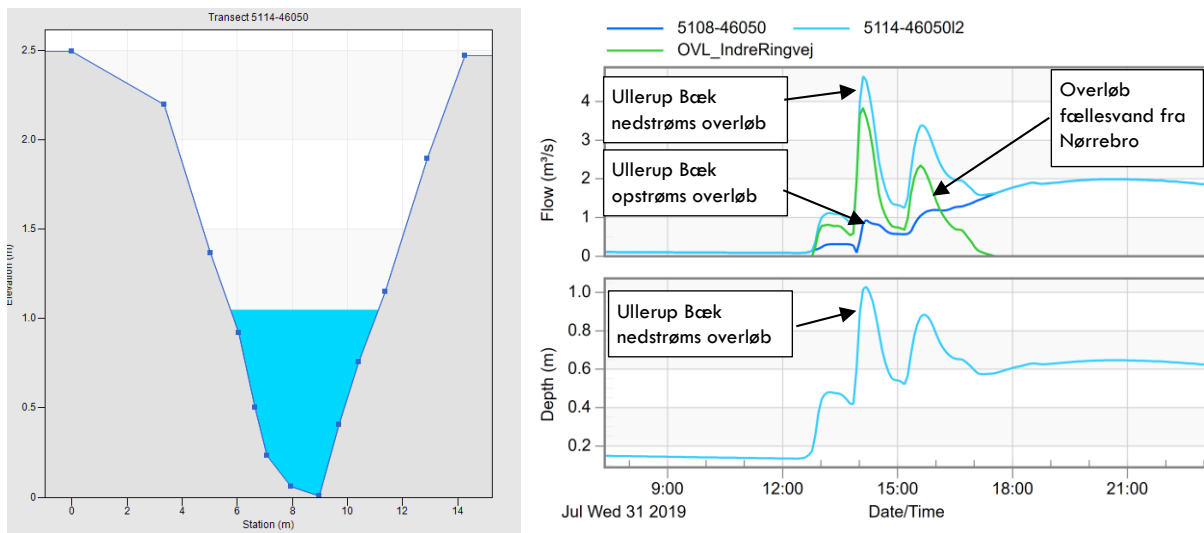 Transect 5114-46050
2.5
2.0
1.5
1.0
0.5
0
Elevation (m)
0
2
4
6
8
10
12
14
Station (m)
5108-46050
5114-46050l2
OVL_IndreRingvej
Flow (m³/s)
4
3
2
1
0
Ullerup Bæk
nedstrøms overløb
Ullerup Bæk
opstrøms overløb
Overløb
fællesvand fra
Nørrebro
Depth (m)
1.0
0.8
0.6
0.4
0.2
Ullerup Bæk
nedstrøms overløb
9:00
12:00
15:00
18:00
21:00
Jul Wed 31 2019
Date/Time